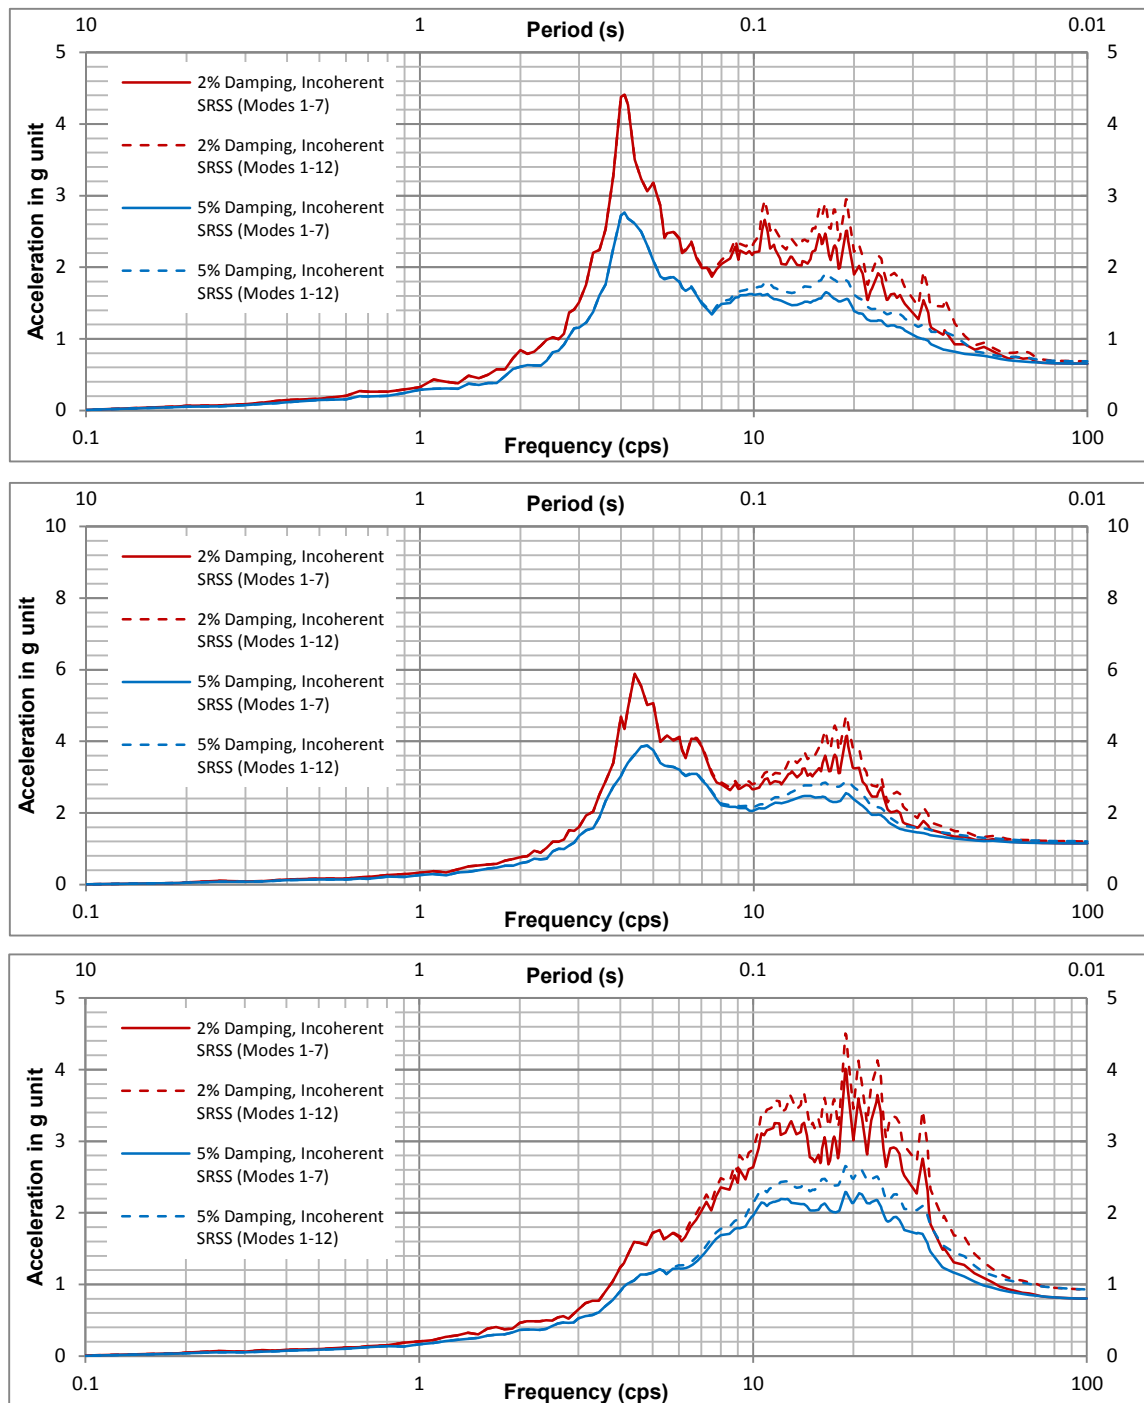 10 1 Period (s) 0.1 0.01
5 5
2% Damping, Incoherent
SRSS (Modes 1-7)
4 4
2% Damping, Incoherent
SRSS (Modes 1-12)
3 3
5% Damping, Incoherent
SRSS (Modes 1-7)
2 2
5% Damping, Incoherent
SRSS (Modes 1-12)
1 1
0 0
Acceleration in g unit
0.1 1 Frequency (cps) 10 100
10 1 Period (s) 0.1 0.01
10 10
2% Damping, Incoherent
SRSS (Modes 1-7)
8 8
2% Damping, Incoherent
SRSS (Modes 1-12)
6 6
5% Damping, Incoherent
SRSS (Modes 1-7)
4 4
5% Damping, Incoherent
SRSS (Modes 1-12)
2 2
0 0
Acceleration in g unit
0.1 1 Frequency (cps) 10 100
10 1 Period (s) 0.1 0.01
5 5
2% Damping, Incoherent
SRSS (Modes 1-7)
4 4
2% Damping, Incoherent
SRSS (Modes 1-12)
3 3
5% Damping, Incoherent
SRSS (Modes 1-7)
2 2
5% Damping, Incoherent
SRSS (Modes 1-12)
1 1
0 0
Acceleration in g unit
0.1 1 Frequency (cps) 10 100